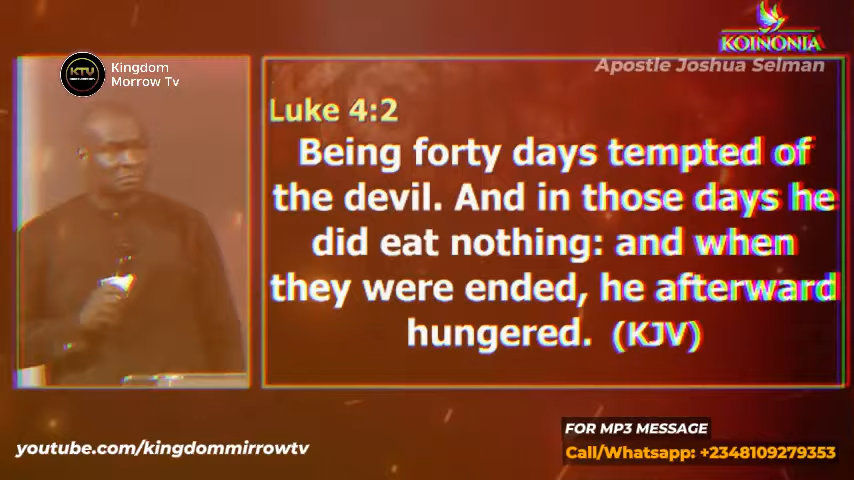 KOINONIA
Apostle Joshua Selman
KTV
Kingdom
Morrow Tv
Luke 4:2
Being forty days tempted of
the devil. And in those days he
did eat nothing: and when
they were ended, he afterward
hungered. (KJV)
youtube.com/kingdommirrowtv
FOR MP3 MESSAGE
Call/Whatsapp: +2348109279353